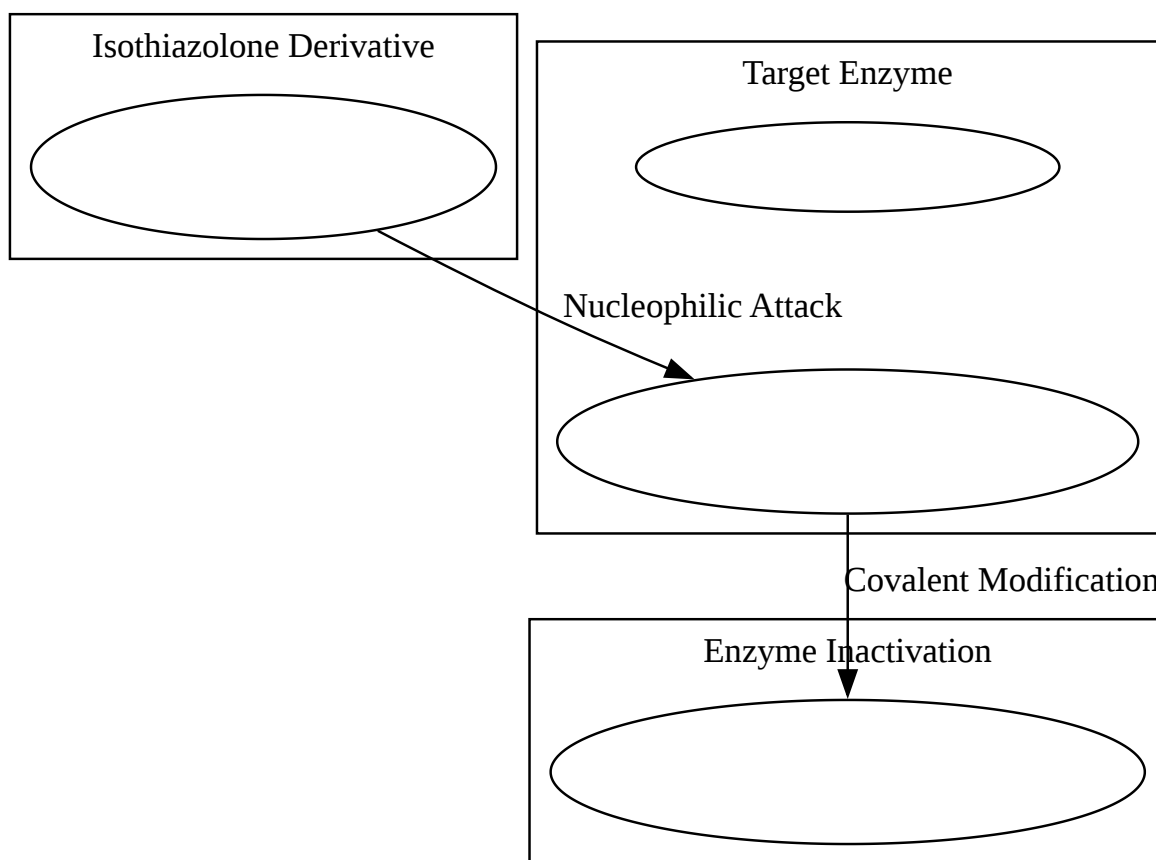 Isothiazolone Derivative
Target Enzyme
Nucleophilic Attack
Covalent Modification
Enzyme Inactivation